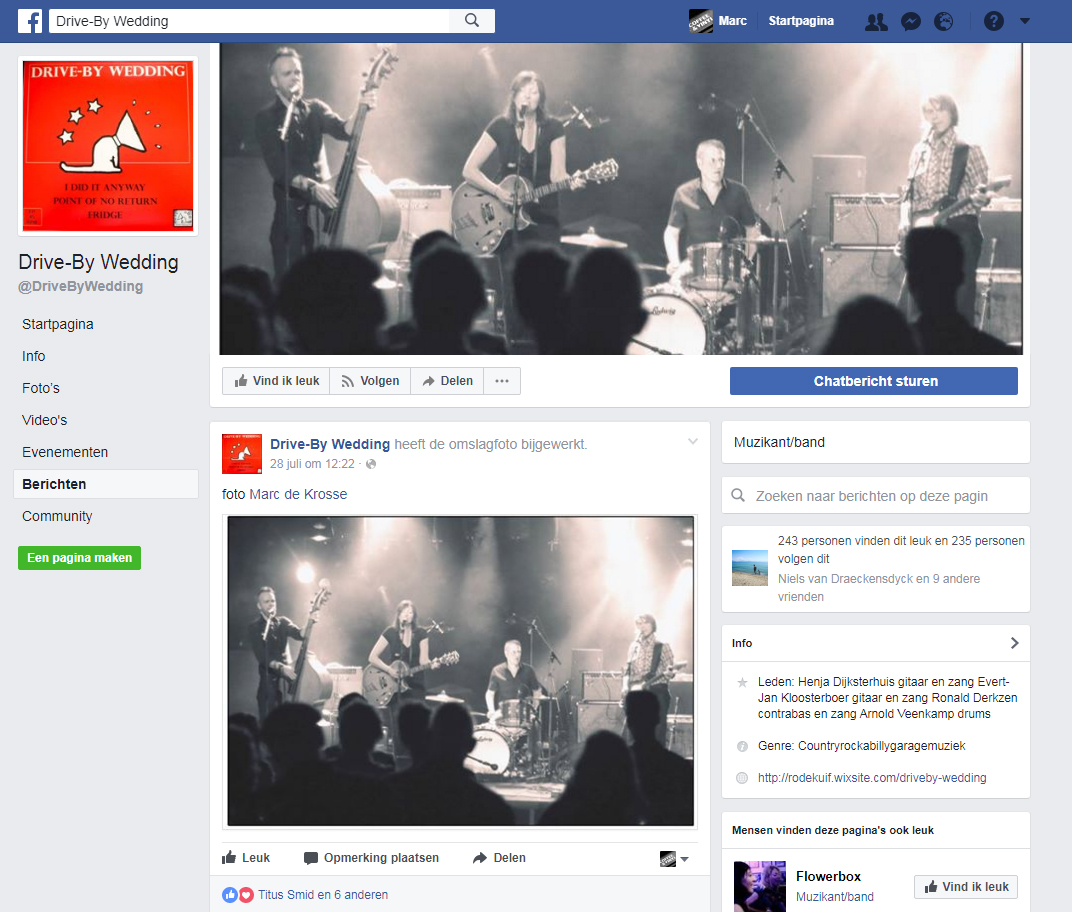 Drive-By Wedding
Marc
Startpagina
DRIVE-BY WEDDING
I DID IT ANYWAY
POINT OF NO RETURN
FRIDGE
Drive-By Wedding
@DriveByWedding
Startpagina
Info
Foto's
Video's
Evenementen
Berichten
Community
Een pagina maken
Ludwig
Vind ik leuk
Volgen
Delen
Chatbericht sturen
Drive-By Wedding heeft de omslagfoto bijgewerkt.
28 juli om 12:22 ·
foto Marc de Krosse
Leuk
Opmerking plaatsen
Delen
Titus Smid en 6 anderen
Muzikant/band
Zoeken naar berichten op deze pagin
243 personen vinden dit leuk en 235 personen
volgen dit
Niels van Draeckensdyck en 9 andere
vrienden
Info
Leden: Henja Dijksterhuis gitaar en zang Evert-
Jan Kloosterboer gitaar en zang Ronald Derkzen
contrabas en zang Arnold Veenkamp drums
Genre: Countryrockabillygaragemuziek
http://rodekuif.wixsite.com/driveby-wedding
Mensen vinden deze pagina's ook leuk
Flowerbox
Muzikant/band
Vind ik leuk